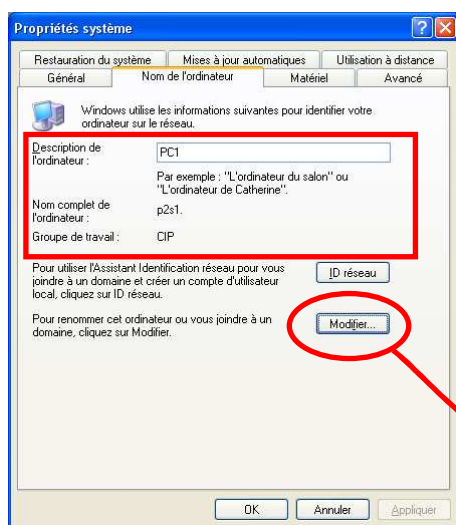 Propriétés système
Restauration du système Mises à jour automatiques Utilisation à distance
Général Nom de l'ordinateur Matériel Avancé
Windows utilise les informations suivantes pour identifier votre
ordinateur sur le réseau.
Description de
l'ordinateur :
PC1
Par exemple : "L'ordinateur du salon" ou
"L'ordinateur de Catherine".
Nom complet de
l'ordinateur :
p2s1.
Groupe de travail : CIP
Pour utiliser l'Assistant Identification réseau pour vous
joindre à un domaine et créer un compte d'utilisateur
local, cliquez sur ID réseau.
ID réseau
Pour renommer cet ordinateur ou vous joindre à un
domaine, cliquez sur Modifier.
Modifier...
OK Annuler Appliquer